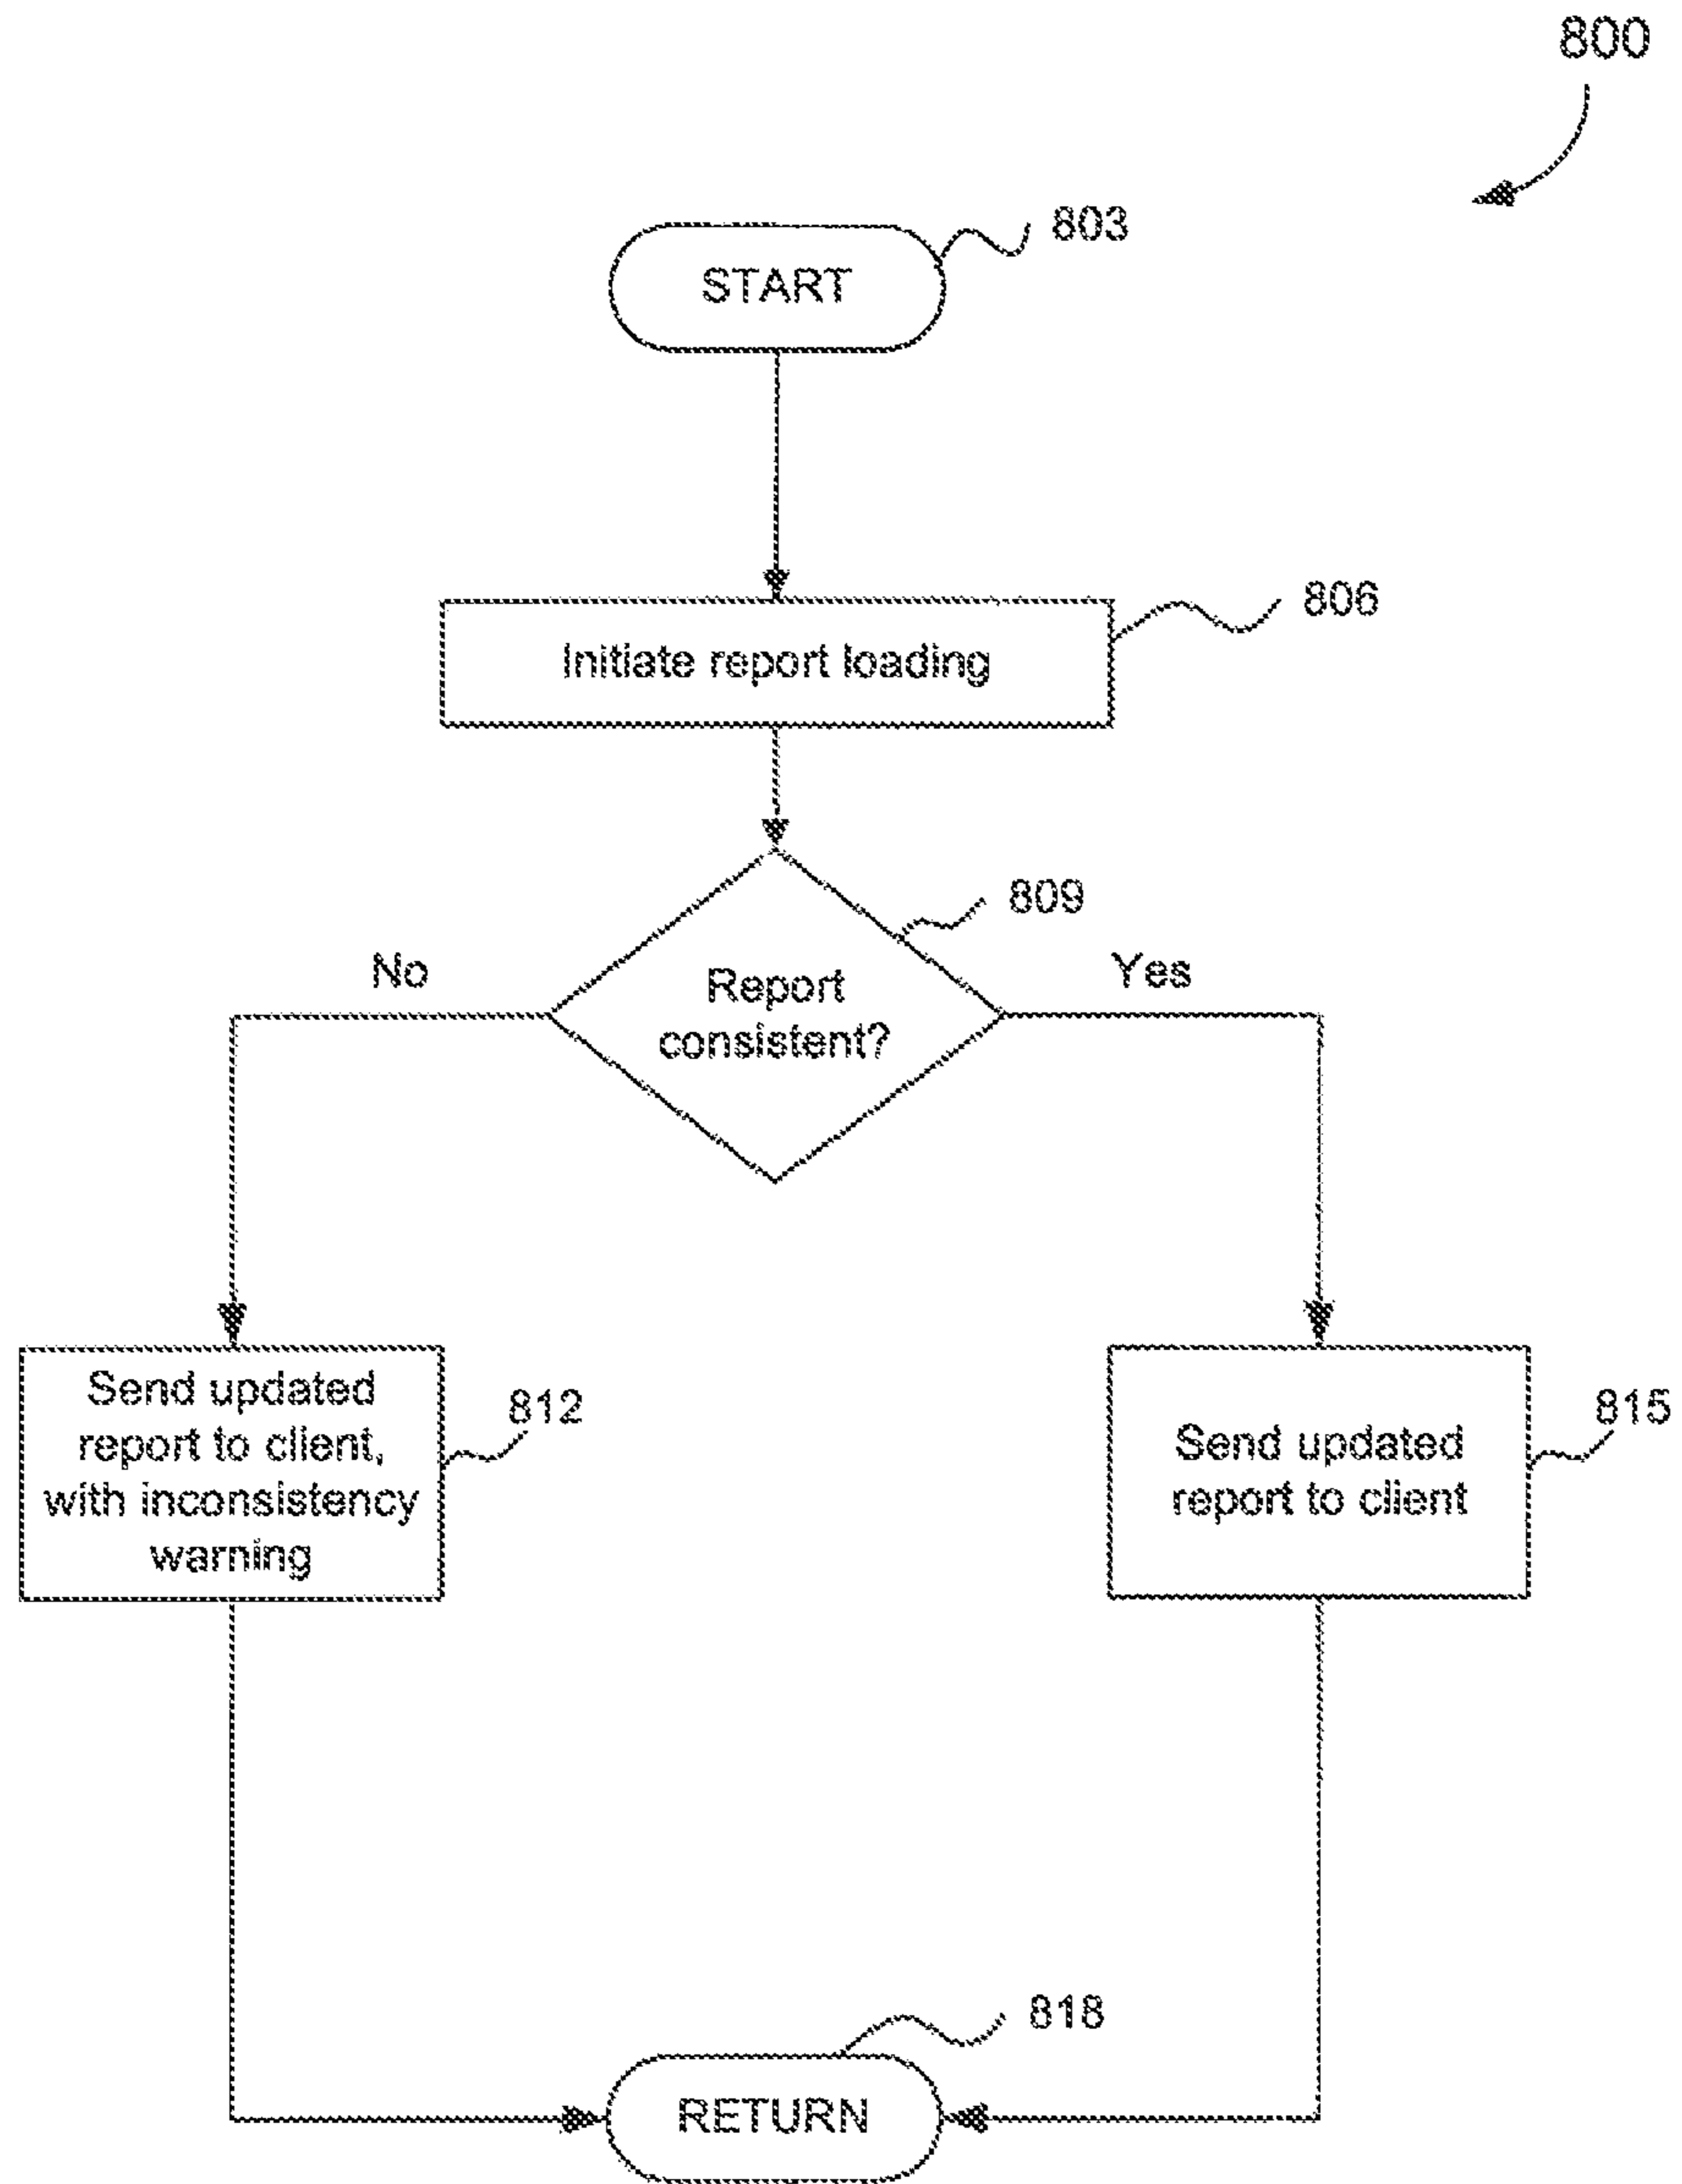 800
803
START
806
Initiate report loading
809
No
Yes
Report
consistent?
Send updated
report to client,
with inconsistency
warning
812
Send updated
report to client
815
818
RETURN